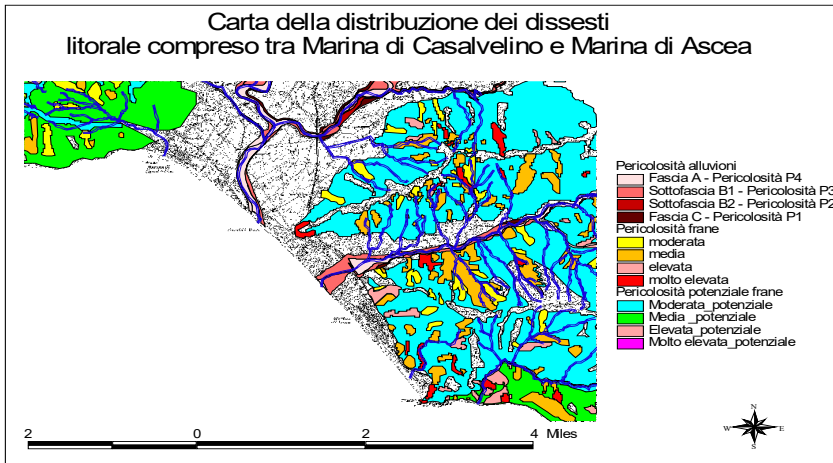 Carta della distribuzione dei dissesti
litorale compreso tra Marina di Casalvelino e Marina di Ascea
Pericolosità alluvioni
Fascia A - Pericolosità P4
Sottofascia B1 - Pericolosità P3
Sottofascia B2 - Pericolosità P2
Fascia C - Pericolosità P1
Pericolosità frane
moderata
media
elevata
molto elevata
Pericolosità potenziale frane
Moderata_potenziale
Media _potenziale
Elevata_potenziale
Molto elevata_potenziale
2 0 2 4 Miles
N
W E
S